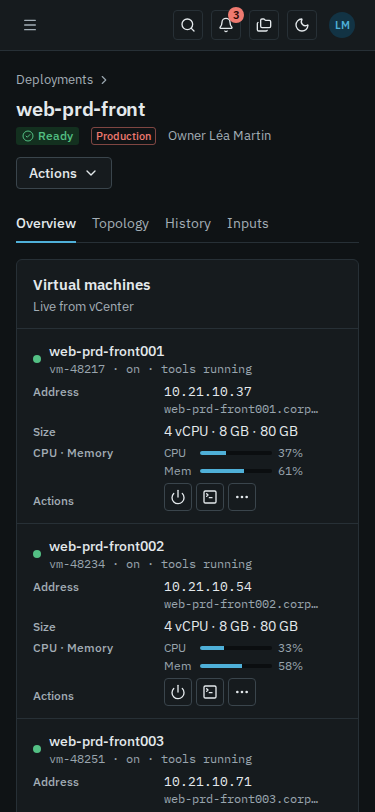 3
LM
Deployments
web-prd-front
Ready Production Owner Léa Martin
Actions
Overview Topology History Inputs
Virtual machines
Live from vCenter
web-prd-front001
vm-48217 · on · tools running
Address 10.21.10.37
web-prd-front001.corp…
Size 4 vCPU · 8 GB · 80 GB
CPU · Memory CPU 37%
Mem 61%
Actions
web-prd-front002
vm-48234 · on · tools running
Address 10.21.10.54
web-prd-front002.corp…
Size 4 vCPU · 8 GB · 80 GB
CPU · Memory CPU 33%
Mem 58%
Actions
web-prd-front003
vm-48251 · on · tools running
Address 10.21.10.71
web-prd-front003.corp…